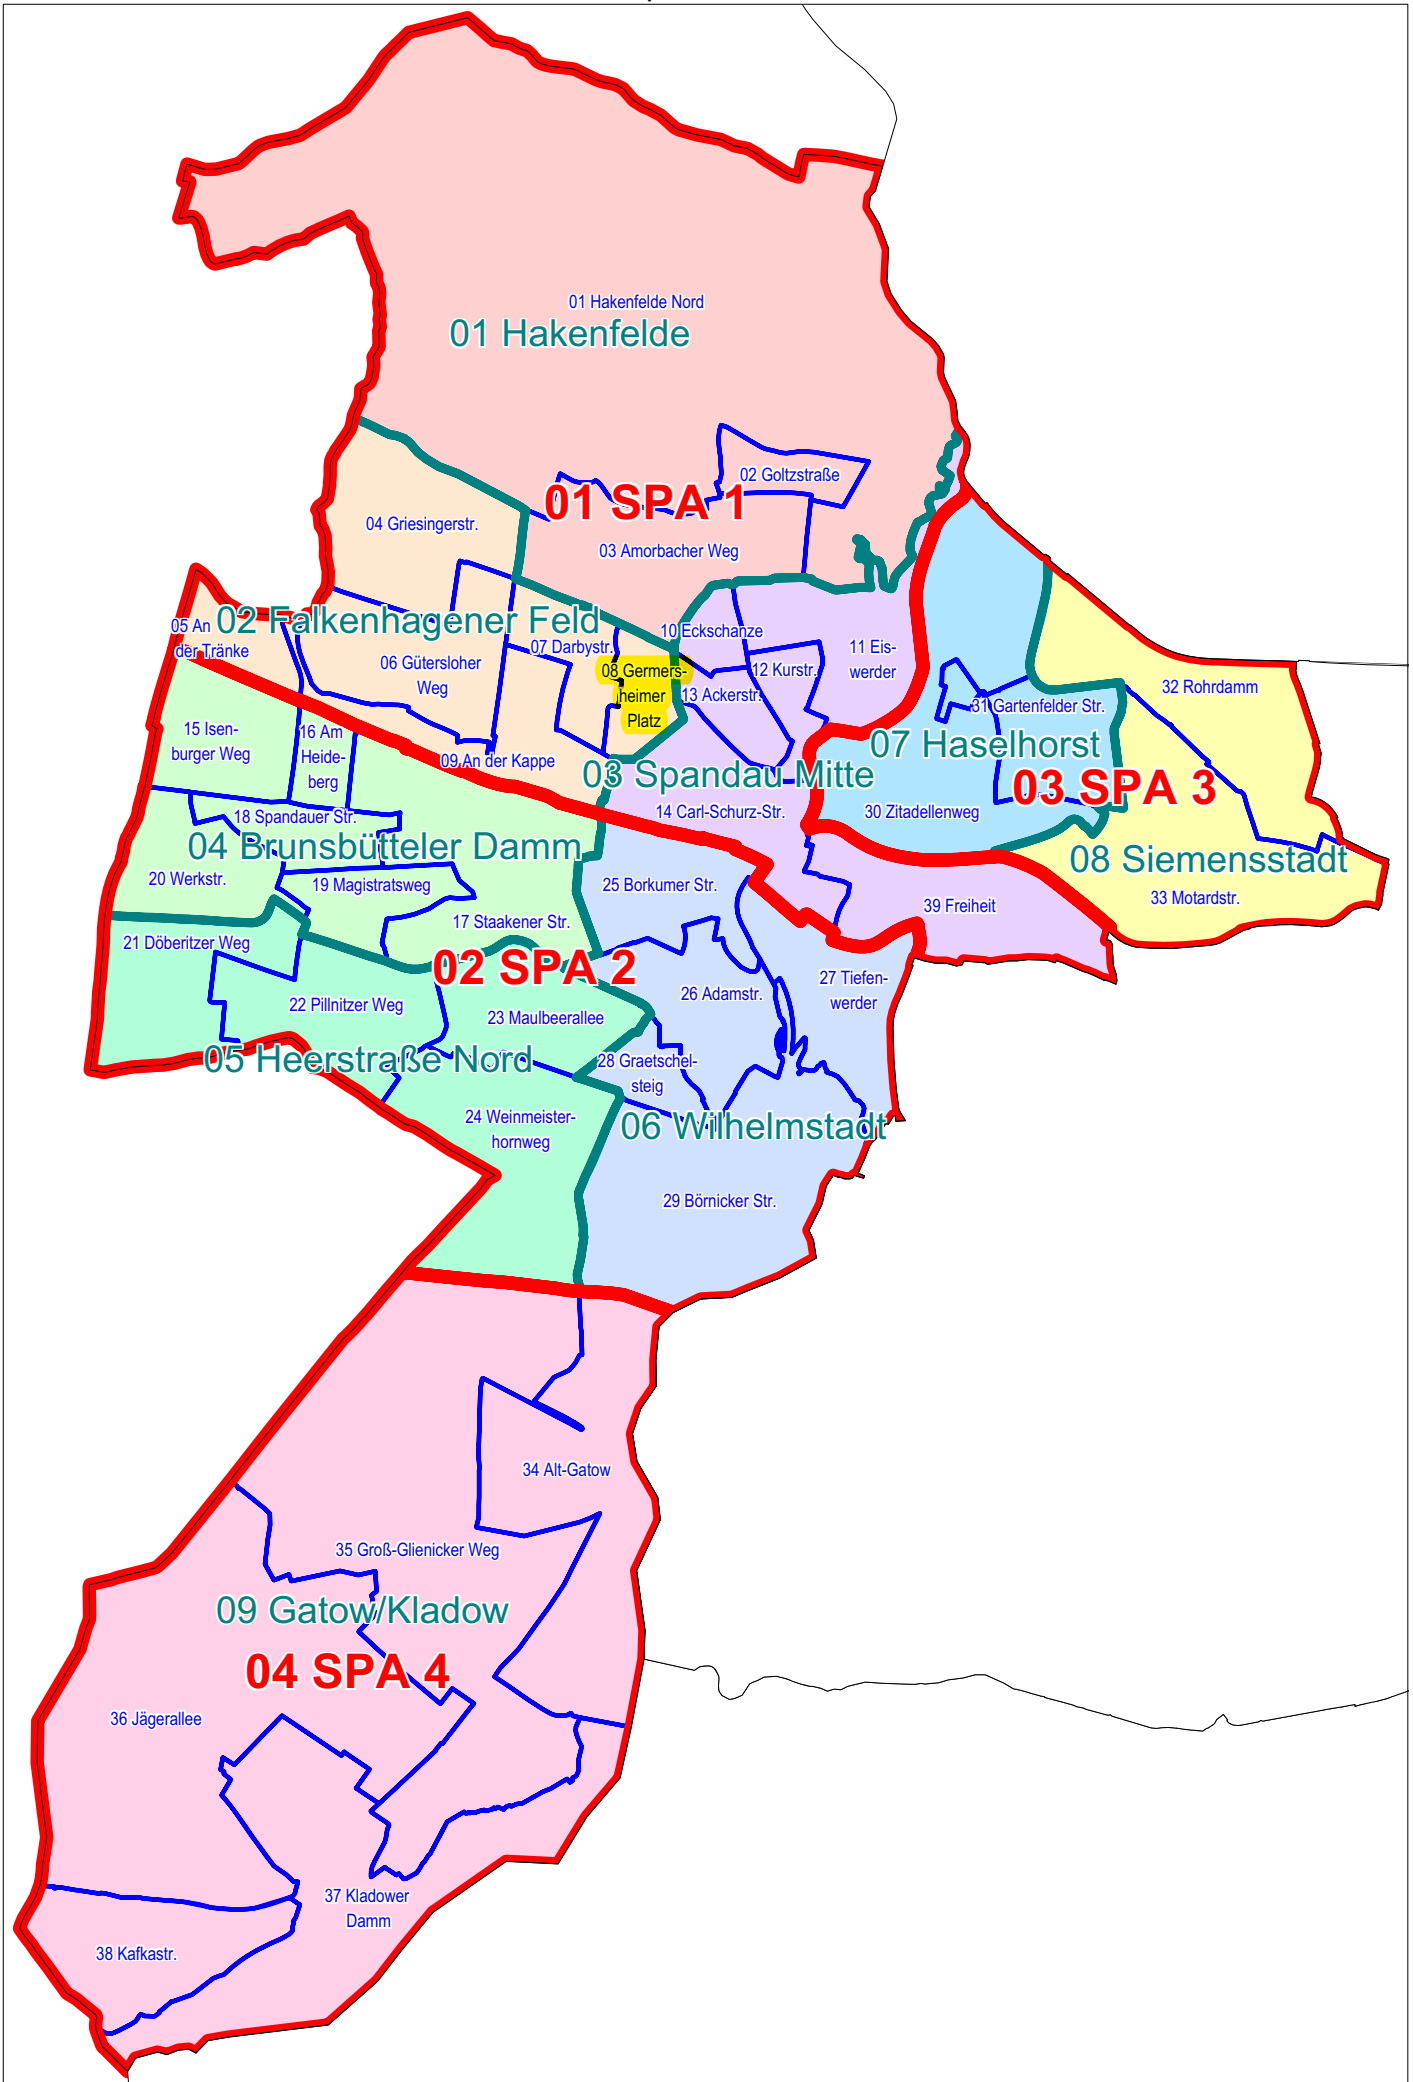 01 Hakenfelde Nord
01 Hakenfelde
02 Goltzstraße
01 SPA 1
04 Griesingerstr.
03 Amorbacher Weg
02 Falkenhagener Feld
05 An
der Tränke
10 Eckschanze
07 Darbystr.
06 Gütersloher
Weg
11 Eis-
werder
12 Kurstr.
08 Germers-
heimer
Platz
13 Ackerstr.
32 Rohrdamm
31 Gartenfelder Str.
15 Isen-
burger Weg
16 Am
Heide-
berg
07 Haselhorst
09 An der Kappe
03 Spandau Mitte
03 SPA 3
14 Carl-Schurz-Str.
30 Zitadellenweg
18 Spandauer Str.
04 Brunsbütteler Damm
08 Siemensstadt
20 Werkstr.
19 Magistratsweg
25 Borkumer Str.
33 Motardstr.
39 Freiheit
17 Staakener Str.
21 Döberitzer Weg
02 SPA 2
27 Tiefen-
werder
26 Adamstr.
22 Pillnitzer Weg
23 Maulbeerallee
05 Heerstraße Nord
28 Graetschel-
steig
24 Weinmeister-
hornweg
06 Wilhelmstadt
29 Börnicker Str.
34 Alt-Gatow
35 Groß-Glienicker Weg
09 Gatow/Kladow
04 SPA 4
36 Jägerallee
37 Kladower
Damm
38 Kafkastr.